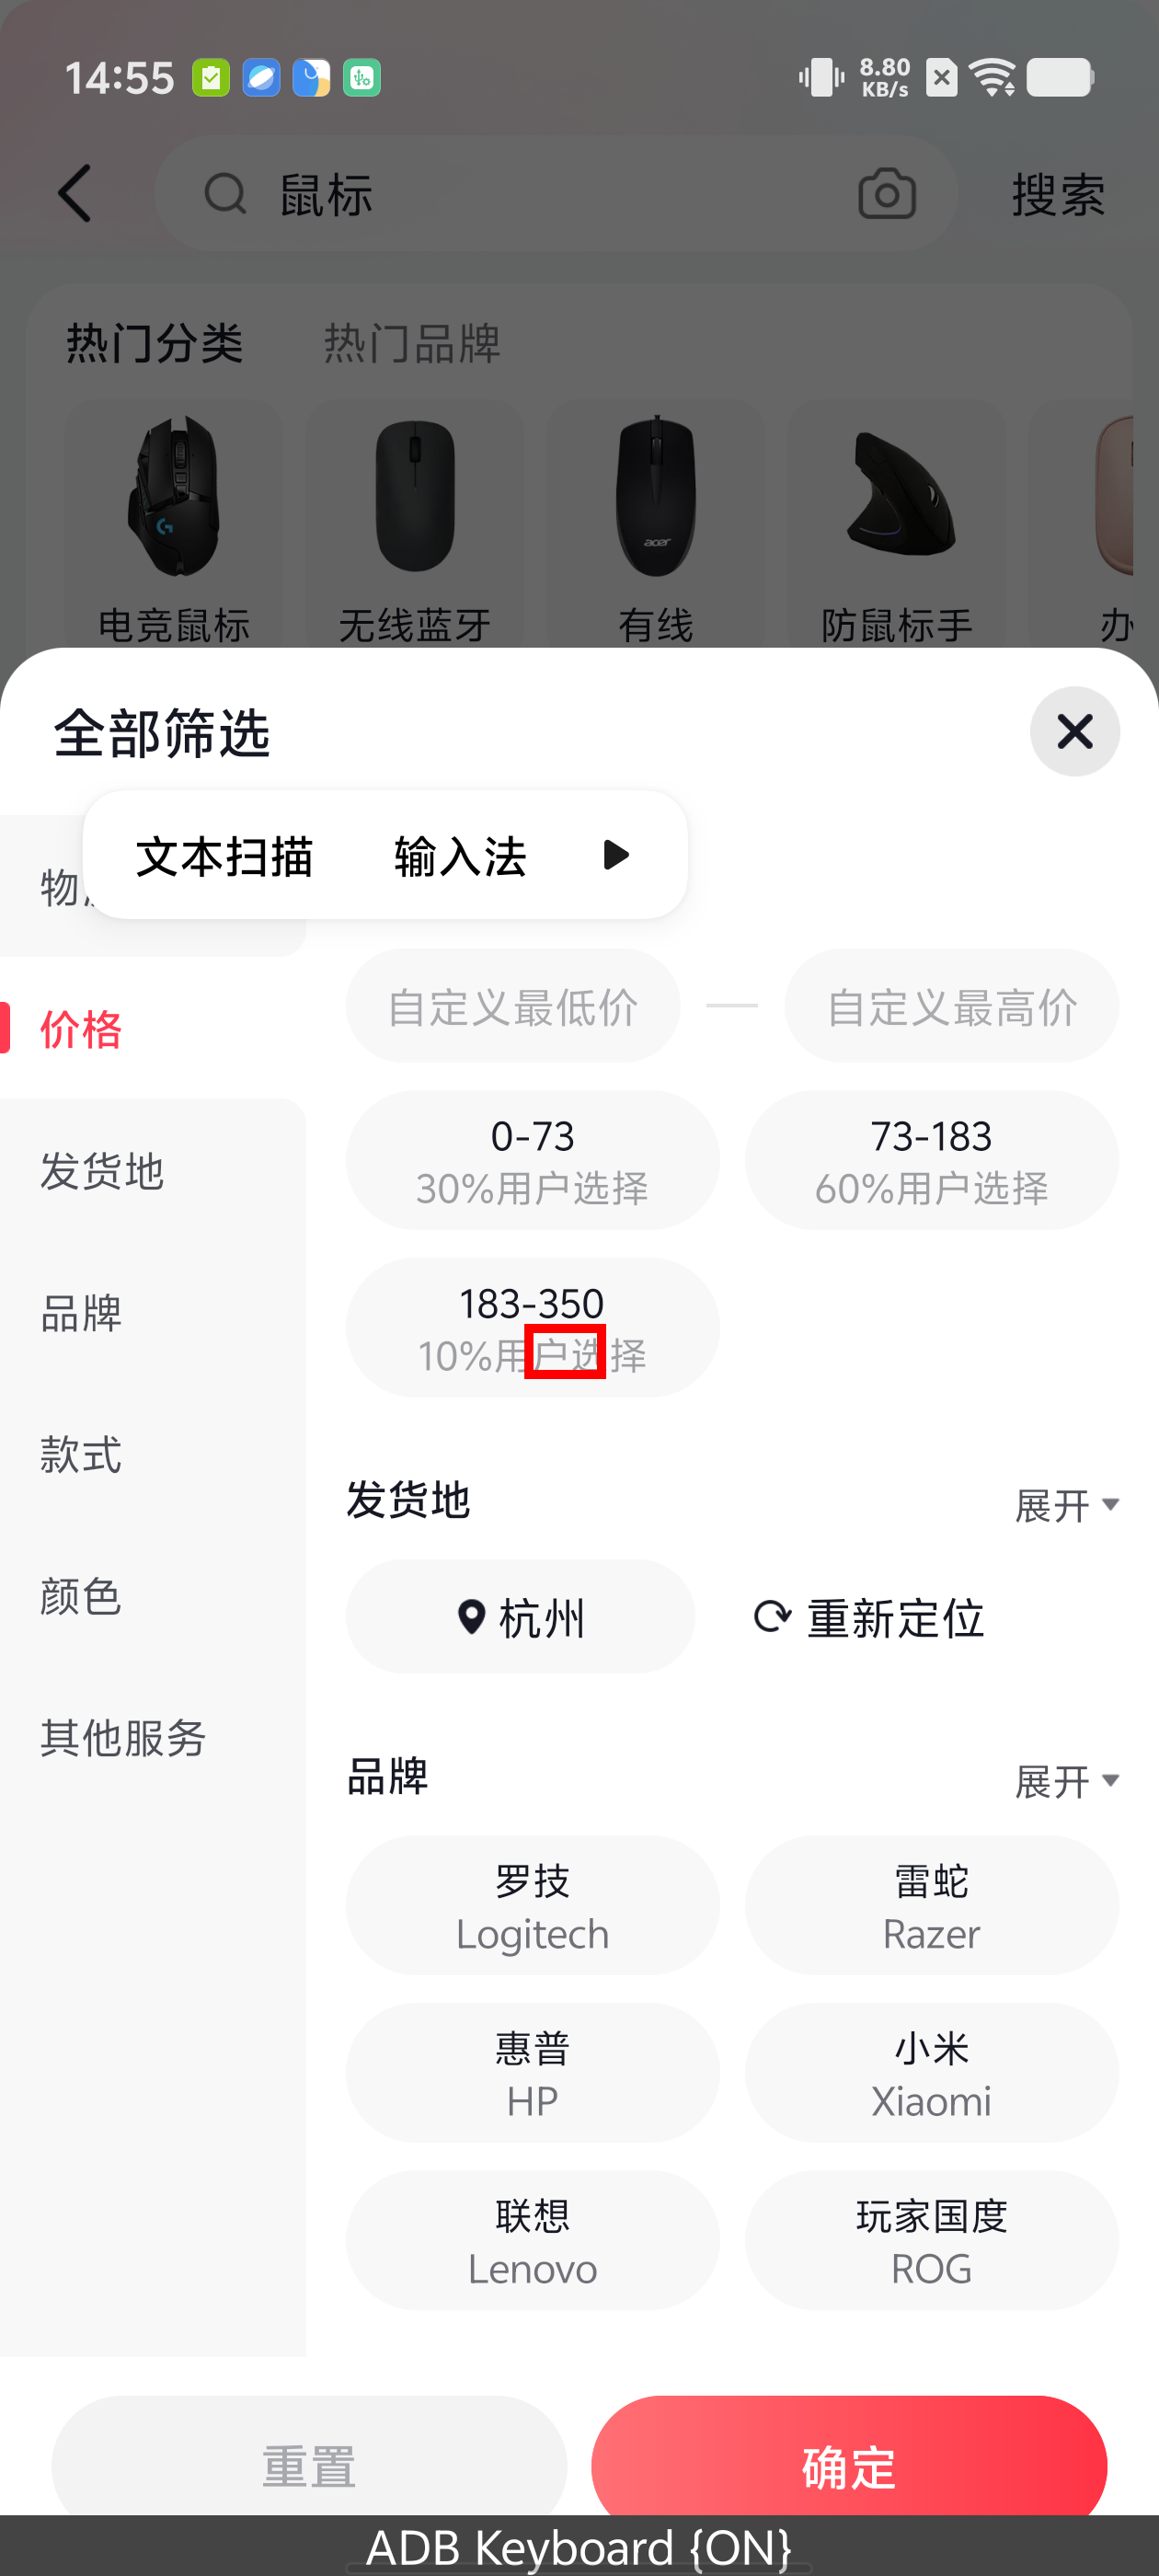 14:55
8.80
KB/s
鼠标
搜索
热门分类
热门品牌
acer
电竞鼠标
无线蓝牙
有线
防鼠标手
办
全部筛选
文本扫描
输入法
物
价格
自定义最低价
自定义最高价
0-73
30%用户选择
73-183
60%用户选择
183-350
10%用户选择
发货地
品牌
款式
颜色
其他服务
发货地
展开
杭州
重新定位
品牌
展开
罗技
Logitech
雷蛇
Razer
惠普
HP
小米
Xiaomi
联想
Lenovo
玩家国度
ROG
重置
确定
ADB Keyboard {ON}